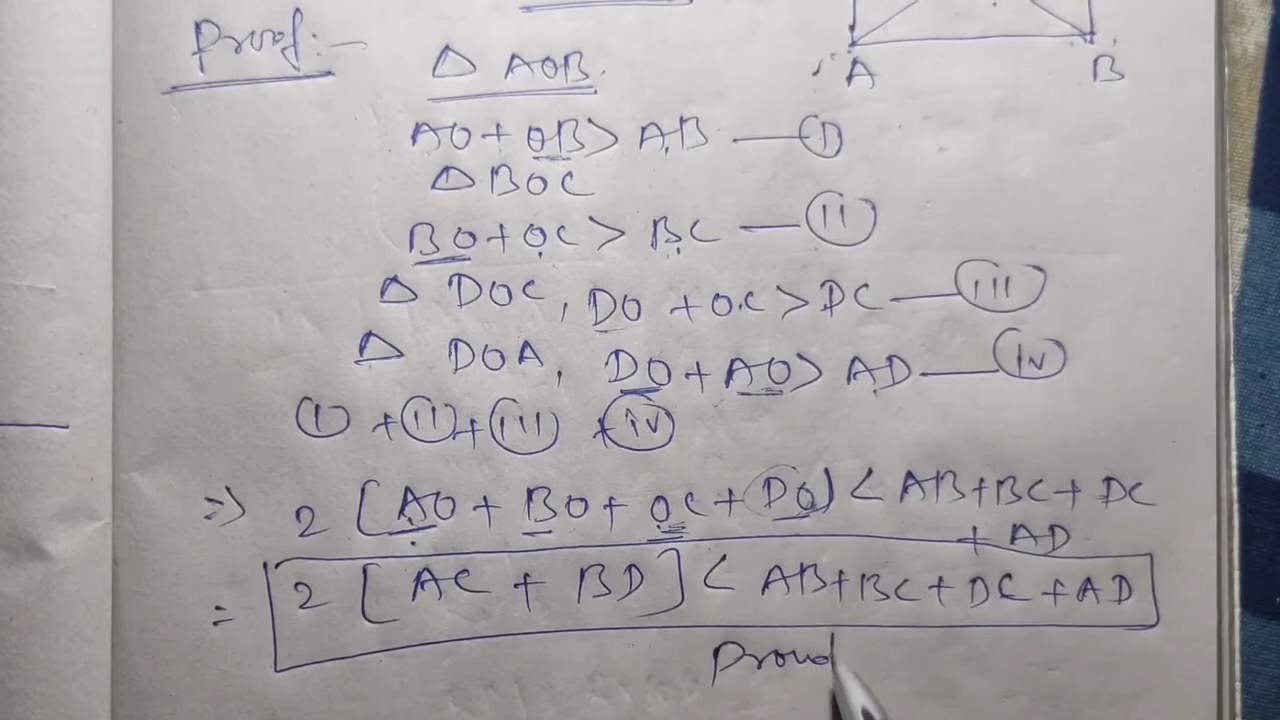 Proof:-
A B
△ AOB.
AO + OB > AB — (I)
△ BOC
BO + OC > BC — (II)
△ DOC, DO + OC > DC — (III)
△ DOA, DO + AO > AD — (iv)
(I) + (II) + (III) + (iv)
=> 2 [AO + BO + OC + DO) < AB + BC + DC
+ AD
= 2 [AC + BD] < AB + BC + DC + AD
Proud